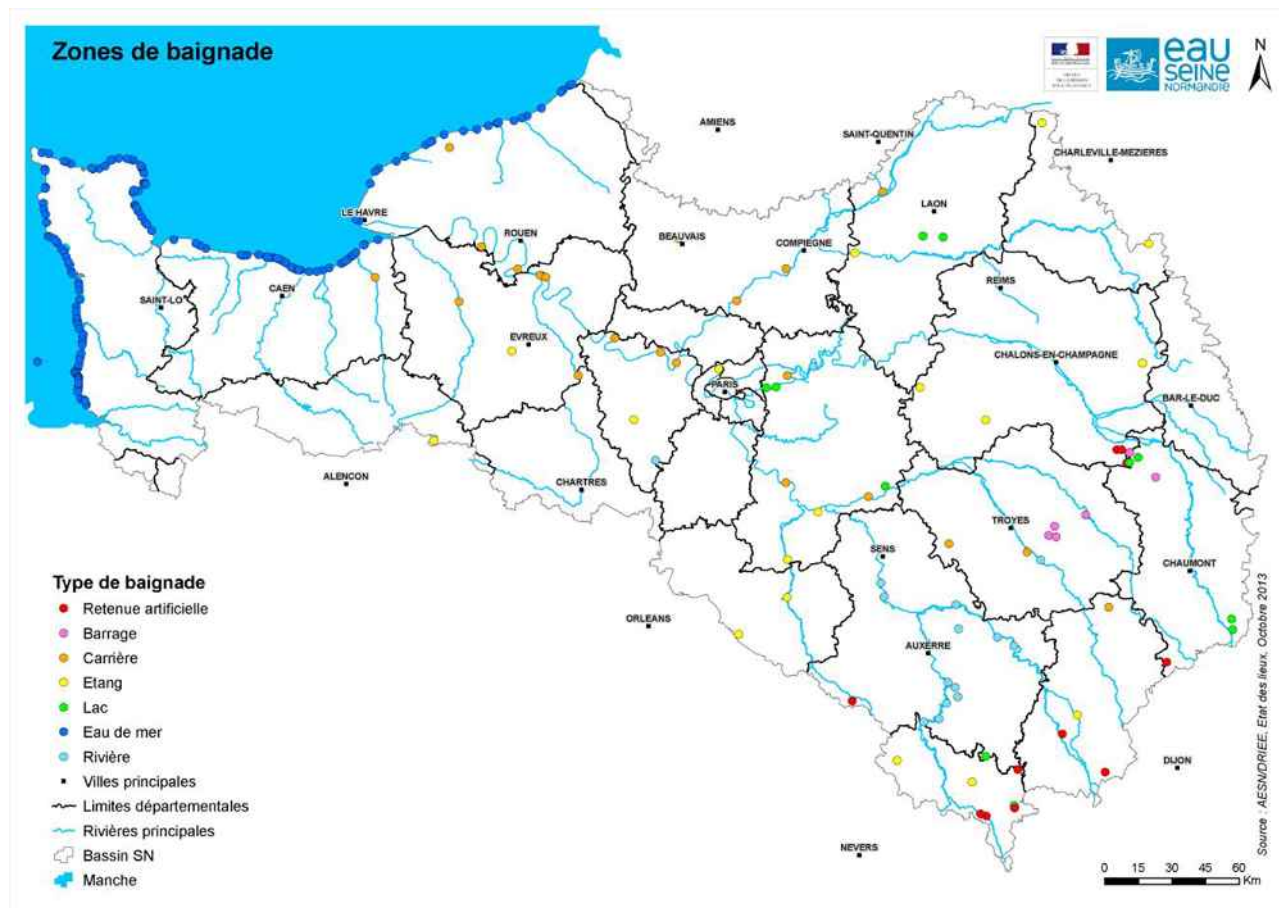 Zones de baignade
eau
SEINE
NORMANDIE
N
AMIENS
SAINT-QUENTIN
CHARLEVILLE-MEZIERES
LE HAVRE
ROUEN
BEAUVAIS
COMPIEGNE
LAON
SAINT-LO
CAEN
REIMS
EVREUX
PARIS
CHALONS-EN-CHAMPAGNE
BAR-LE-DUC
ALENCON
CHARTRES
TROYES
SENS
CHAUMONT
ORLEANS
AUXERRE
DIJON
NEVERS
Type de baignade
Retenue artificielle
Barrage
Carrière
Etang
Lac
Eau de mer
Rivière
Villes principales
Limites départementales
Rivières principales
Bassin SN
Manche
0 15 30 45 60
Km
Source : AESN/DRIEE, Etat des lieux, Octobre 2013